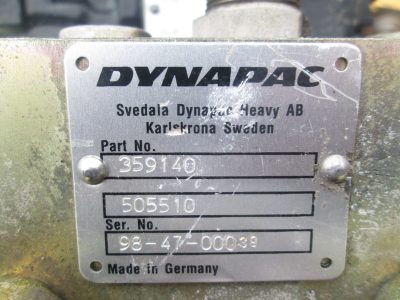 DYNAPAC
Svedala Dynapac Heavy AB
Karlskrona Sweden
Part No.
359140
505510
Ser. No.
98-47-00039
Made in Germany